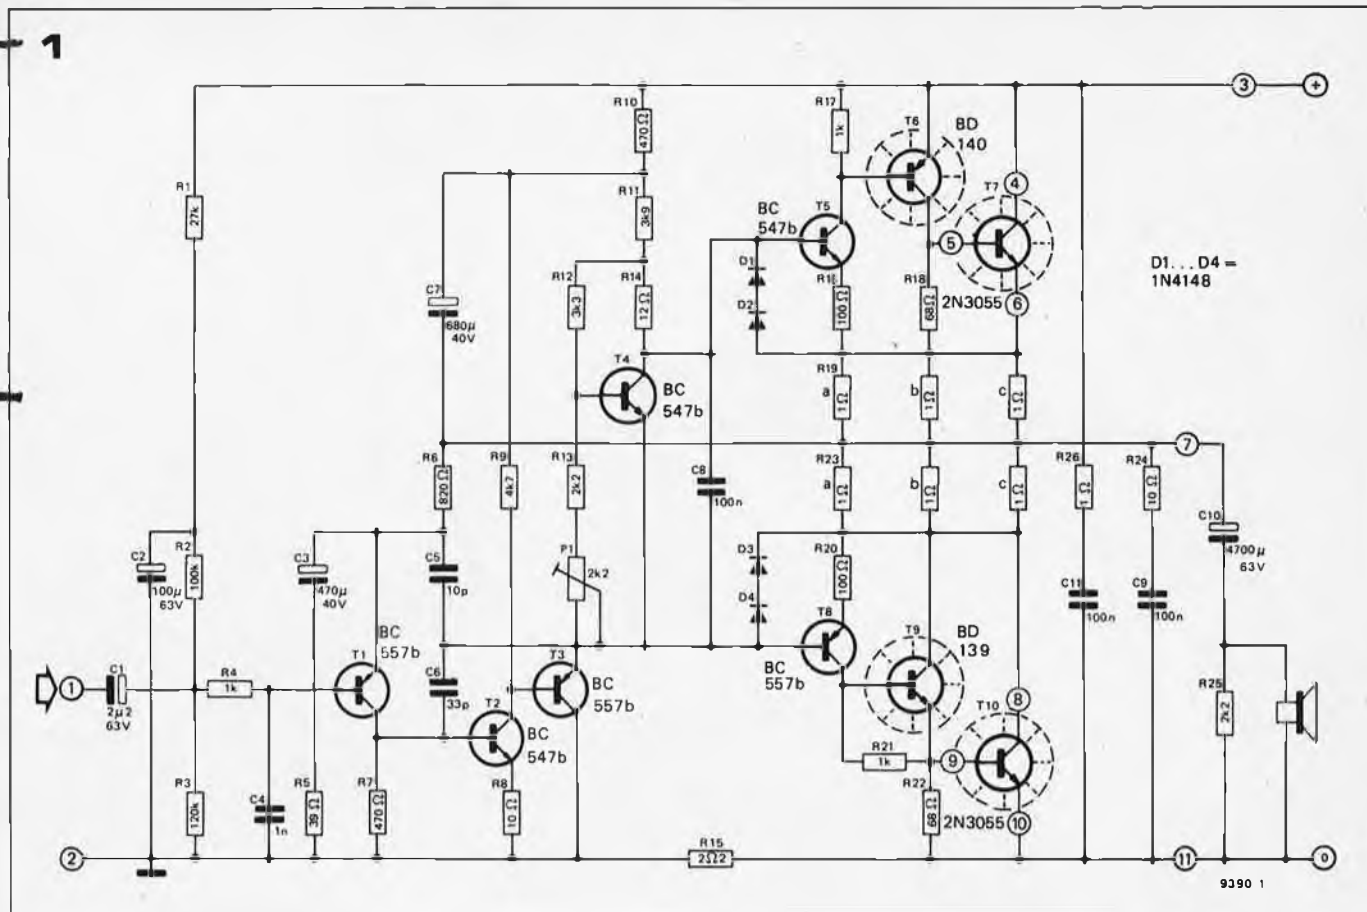 1
R1
27k
R2
100k
C2
100µ
63V
1
C1
2µ2
63V
R4
1k
R3
120k
C4
1n
2
C3
470µ
40V
R5
39Ω
BC
557b
T1
R7
470Ω
C7
680µ
40V
R6
820Ω
C5
10p
C6
33p
R9
4k7
T2
BC
547b
R8
10Ω
R10
470Ω
R11
3k9
R12
3k3
R14
12Ω
T4
BC
547b
R13
2k2
P1
2k2
T3
BC
557b
R15
2Ω2
C8
100n
R17
1k
BC
547b
T5
D1
D2
R16
100Ω
T6
BD
140
T7
4
5
R18
68Ω
2N3055
6
R19
a
1Ω
b
1Ω
c
1Ω
R23
a
1Ω
b
1Ω
c
1Ω
D3
D4
R20
100Ω
T8
BC
557b
T9
BD
139
T10
8
R21
1k
9
R22
68Ω
2N3055
10
3
+
D1...D4 =
1N4148
7
R26
1Ω
R24
10Ω
C11
100n
C9
100n
C10
4700µ
63V
R25
2k2
11
0
9390 1